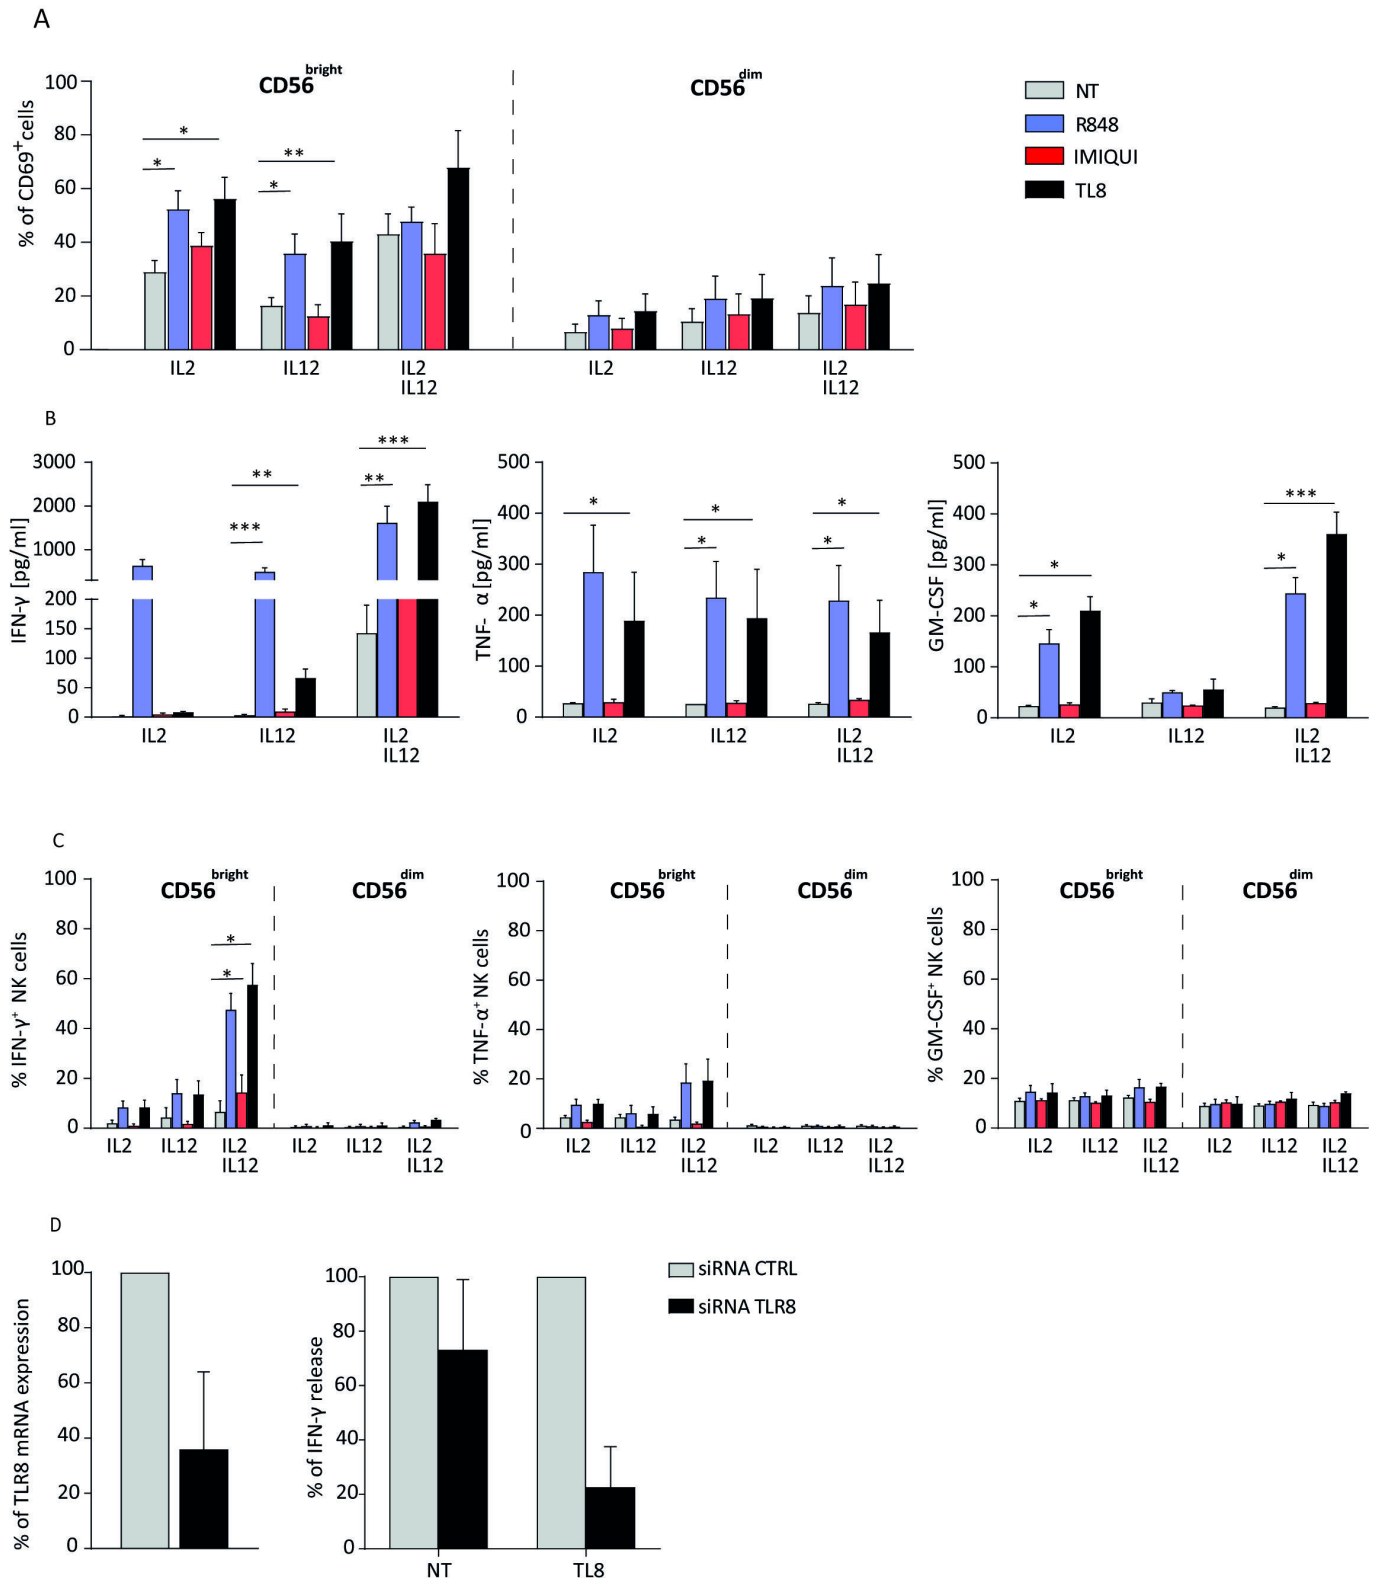 A
% of CD69+cells
100
80
60
40
20
0
CD56bright
CD56dim
* * * **
IL2 IL12 IL2 IL12
IL2 IL12 IL2 IL12
NT
R848
IMIQUI
TL8
B
IFN-γ [pg/ml]
3000
2000
1000
200
150
100
50
0
*** ** ** ***
IL2 IL12 IL2 IL12
TNF- α [pg/ml]
500
400
300
200
100
0
* * * * *
IL2 IL12 IL2 IL12
GM-CSF [pg/ml]
500
400
300
200
100
0
* * * ***
IL2 IL12 IL2 IL12
C
% IFN-γ+ NK cells
100
80
60
40
20
0
CD56bright
CD56dim
* *
IL2 IL12 IL2 IL12
IL2 IL12 IL2 IL12
% TNF-α+ NK cells
100
80
60
40
20
0
CD56bright
CD56dim
IL2 IL12 IL2 IL12
IL2 IL12 IL2 IL12
% GM-CSF+ NK cells
100
80
60
40
20
0
CD56bright
CD56dim
IL2 IL12 IL2 IL12
IL2 IL12 IL2 IL12
D
% of TLR8 mRNA expression
100
80
60
40
20
0
% of IFN-γ release
100
80
60
40
20
0
NT TL8
siRNA CTRL
siRNA TLR8